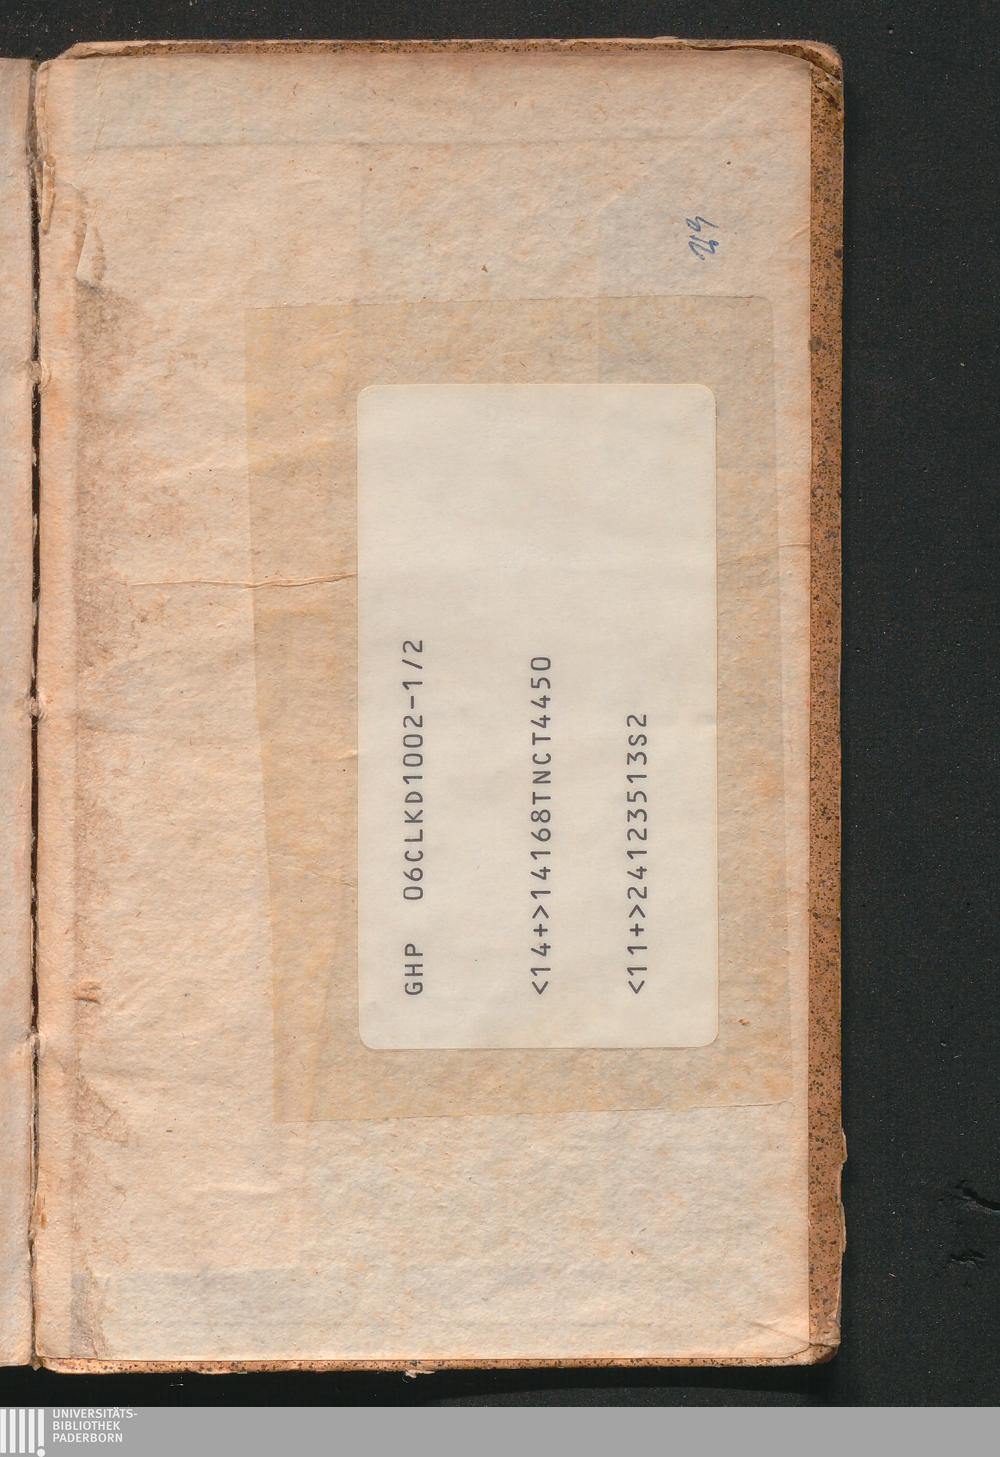 GHP 06CLKD1002-1/2
<14+>14168TNCT4450
<11+>24123513S2
UNIVERSITÄTS-
BIBLIOTHEK
PADERBORN